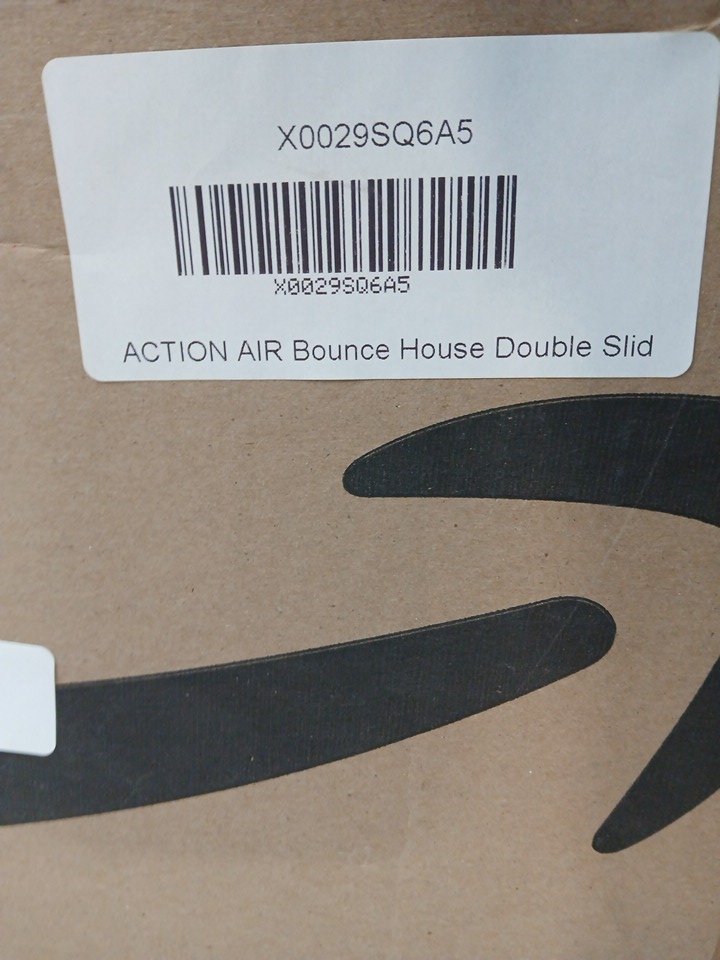 X0029SQ6A5
X0029SQ6A5
ACTION AIR Bounce House Double Slid